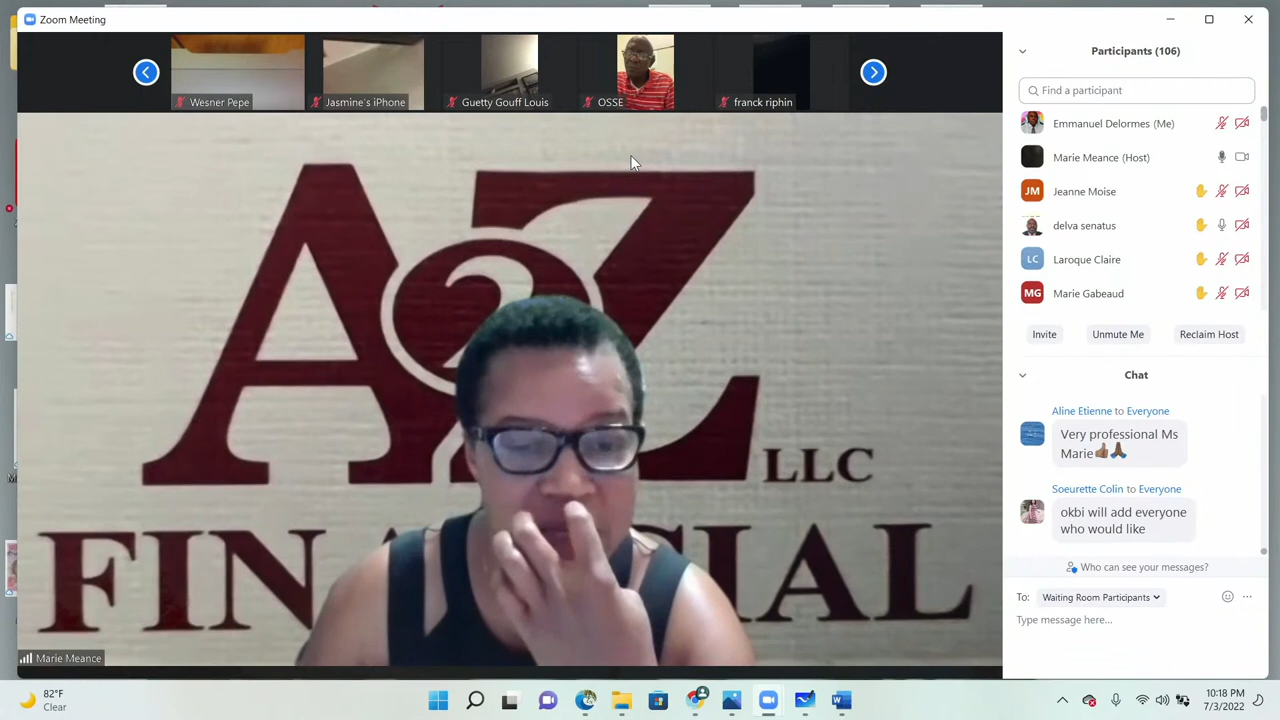 Zoom Meeting
Wesner Pepe
Jasmine's iPhone
Guetty Gouff Louis
OSSE
franck riphin
A2Z
LLC
FINANCIAL
Marie Meance
Participants (106)
Find a participant
Emmanuel Delormes (Me)
Marie Meance (Host)
JM Jeanne Moise
delva senatus
LC Laroque Claire
MG Marie Gabeaud
Invite Unmute Me Reclaim Host
Chat
Aline Etienne to Everyone
Very professional Ms
Marie👍🏾🙏🏾
Soeurette Colin to Everyone
okbi will add everyone
who would like
Who can see your messages?
To: Waiting Room Participants
Type message here...
82°F
Clear
10:18 PM
7/3/2022